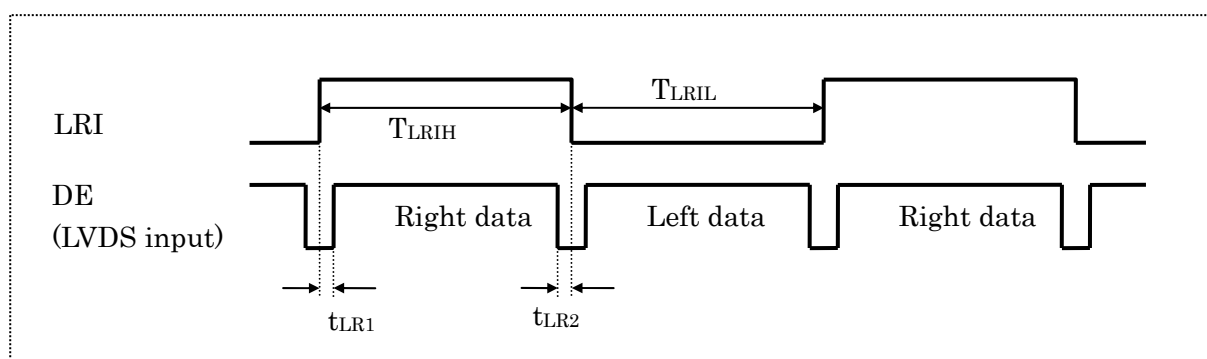 LRI
TLRIH
TLRIL
DE
(LVDS input)
Right data
Left data
Right data
tLR1
tLR2